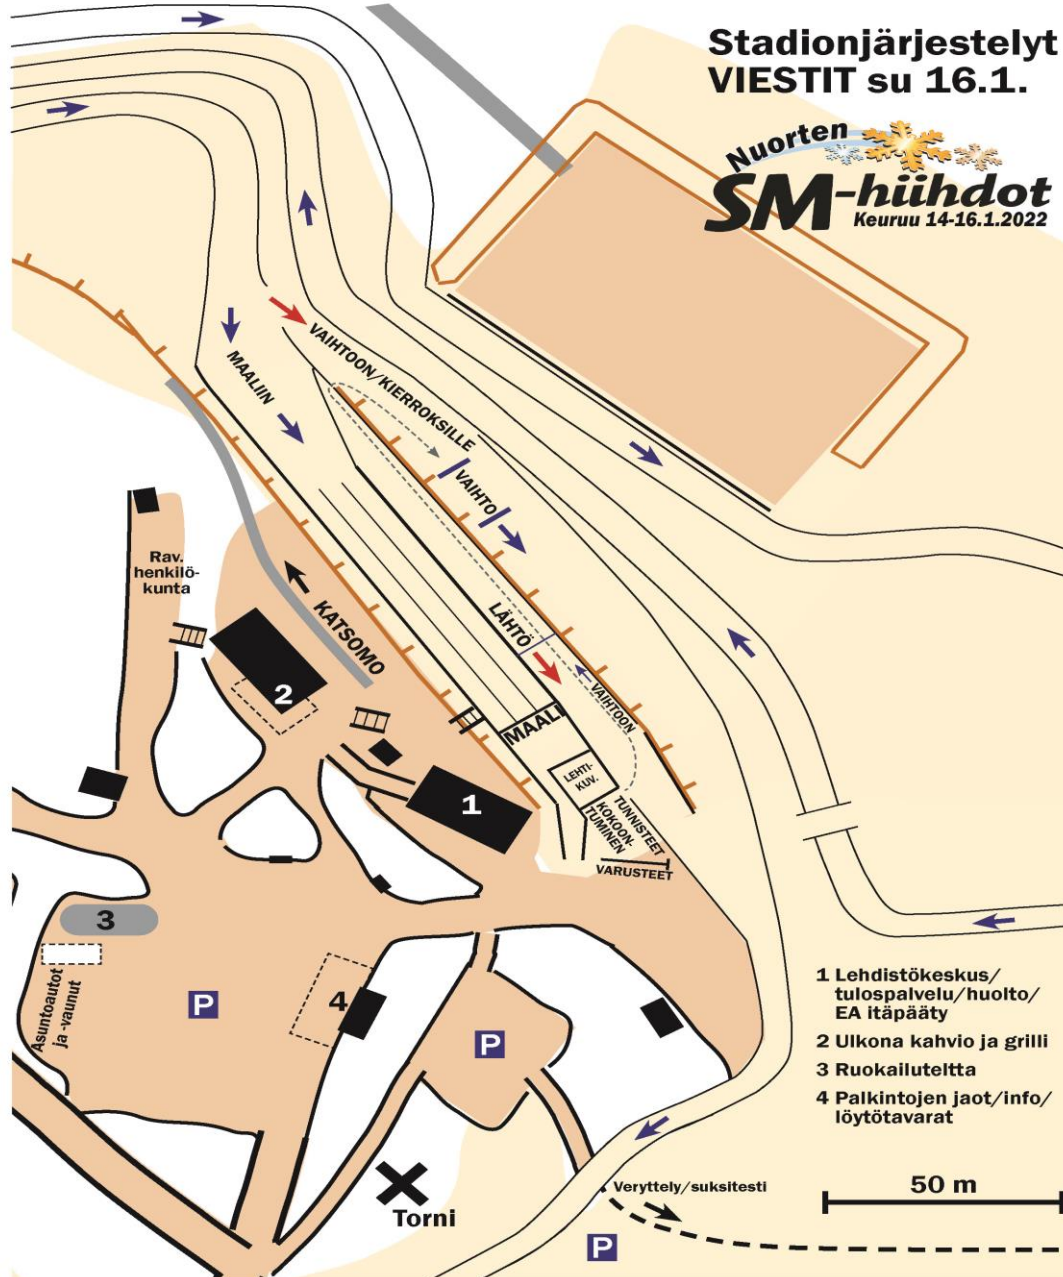 Stadionjärjestelyt
VIESTIT su 16.1.
Nuorten
SM-hiihdot
Keuruu 14-16.1.2022
MAALIIN
VAIHTOON/KIERROKSILLE
VAIHTO
Rav.
henkilö-
kunta
KATSOMO
2
LÄHTÖ
VAIHTOON
MAALI
LEHTI-
KUV.
1
KOKOON-
TUMINEN
TUNNISTEET
VARUSTEET
3
Asuntoautot
ja -vaunut
P
4
P
1 Lehdistökeskus/
tulospalvelu/huolto/
EA itäpääty
2 Ulkona kahvio ja grilli
3 Ruokailuteltta
4 Palkintojen jaot/info/
löytötavarat
Torni
Veryttely/suksitesti
50 m
P